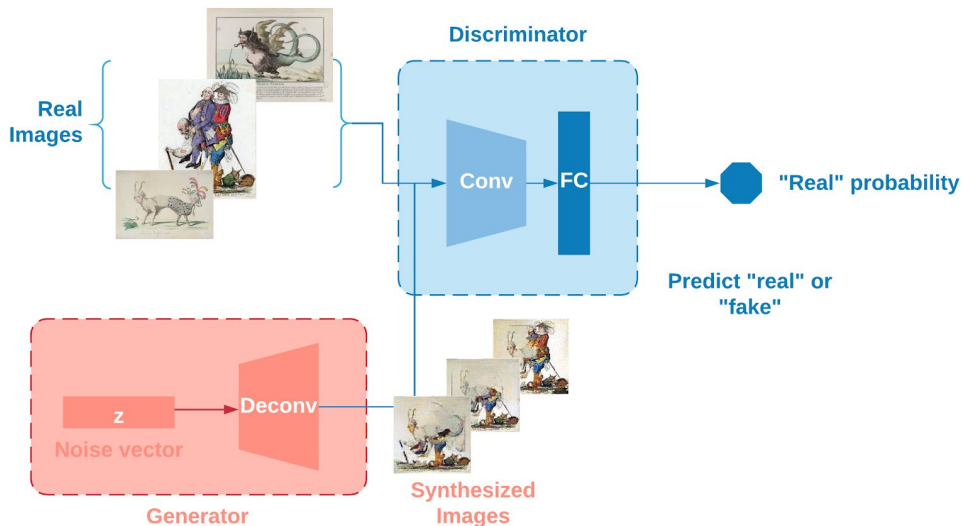 Discriminator
Real
Images
Conv
FC
"Real" probability
Predict "real" or
"fake"
z
Deconv
Noise vector
Generator
Synthesized
Images